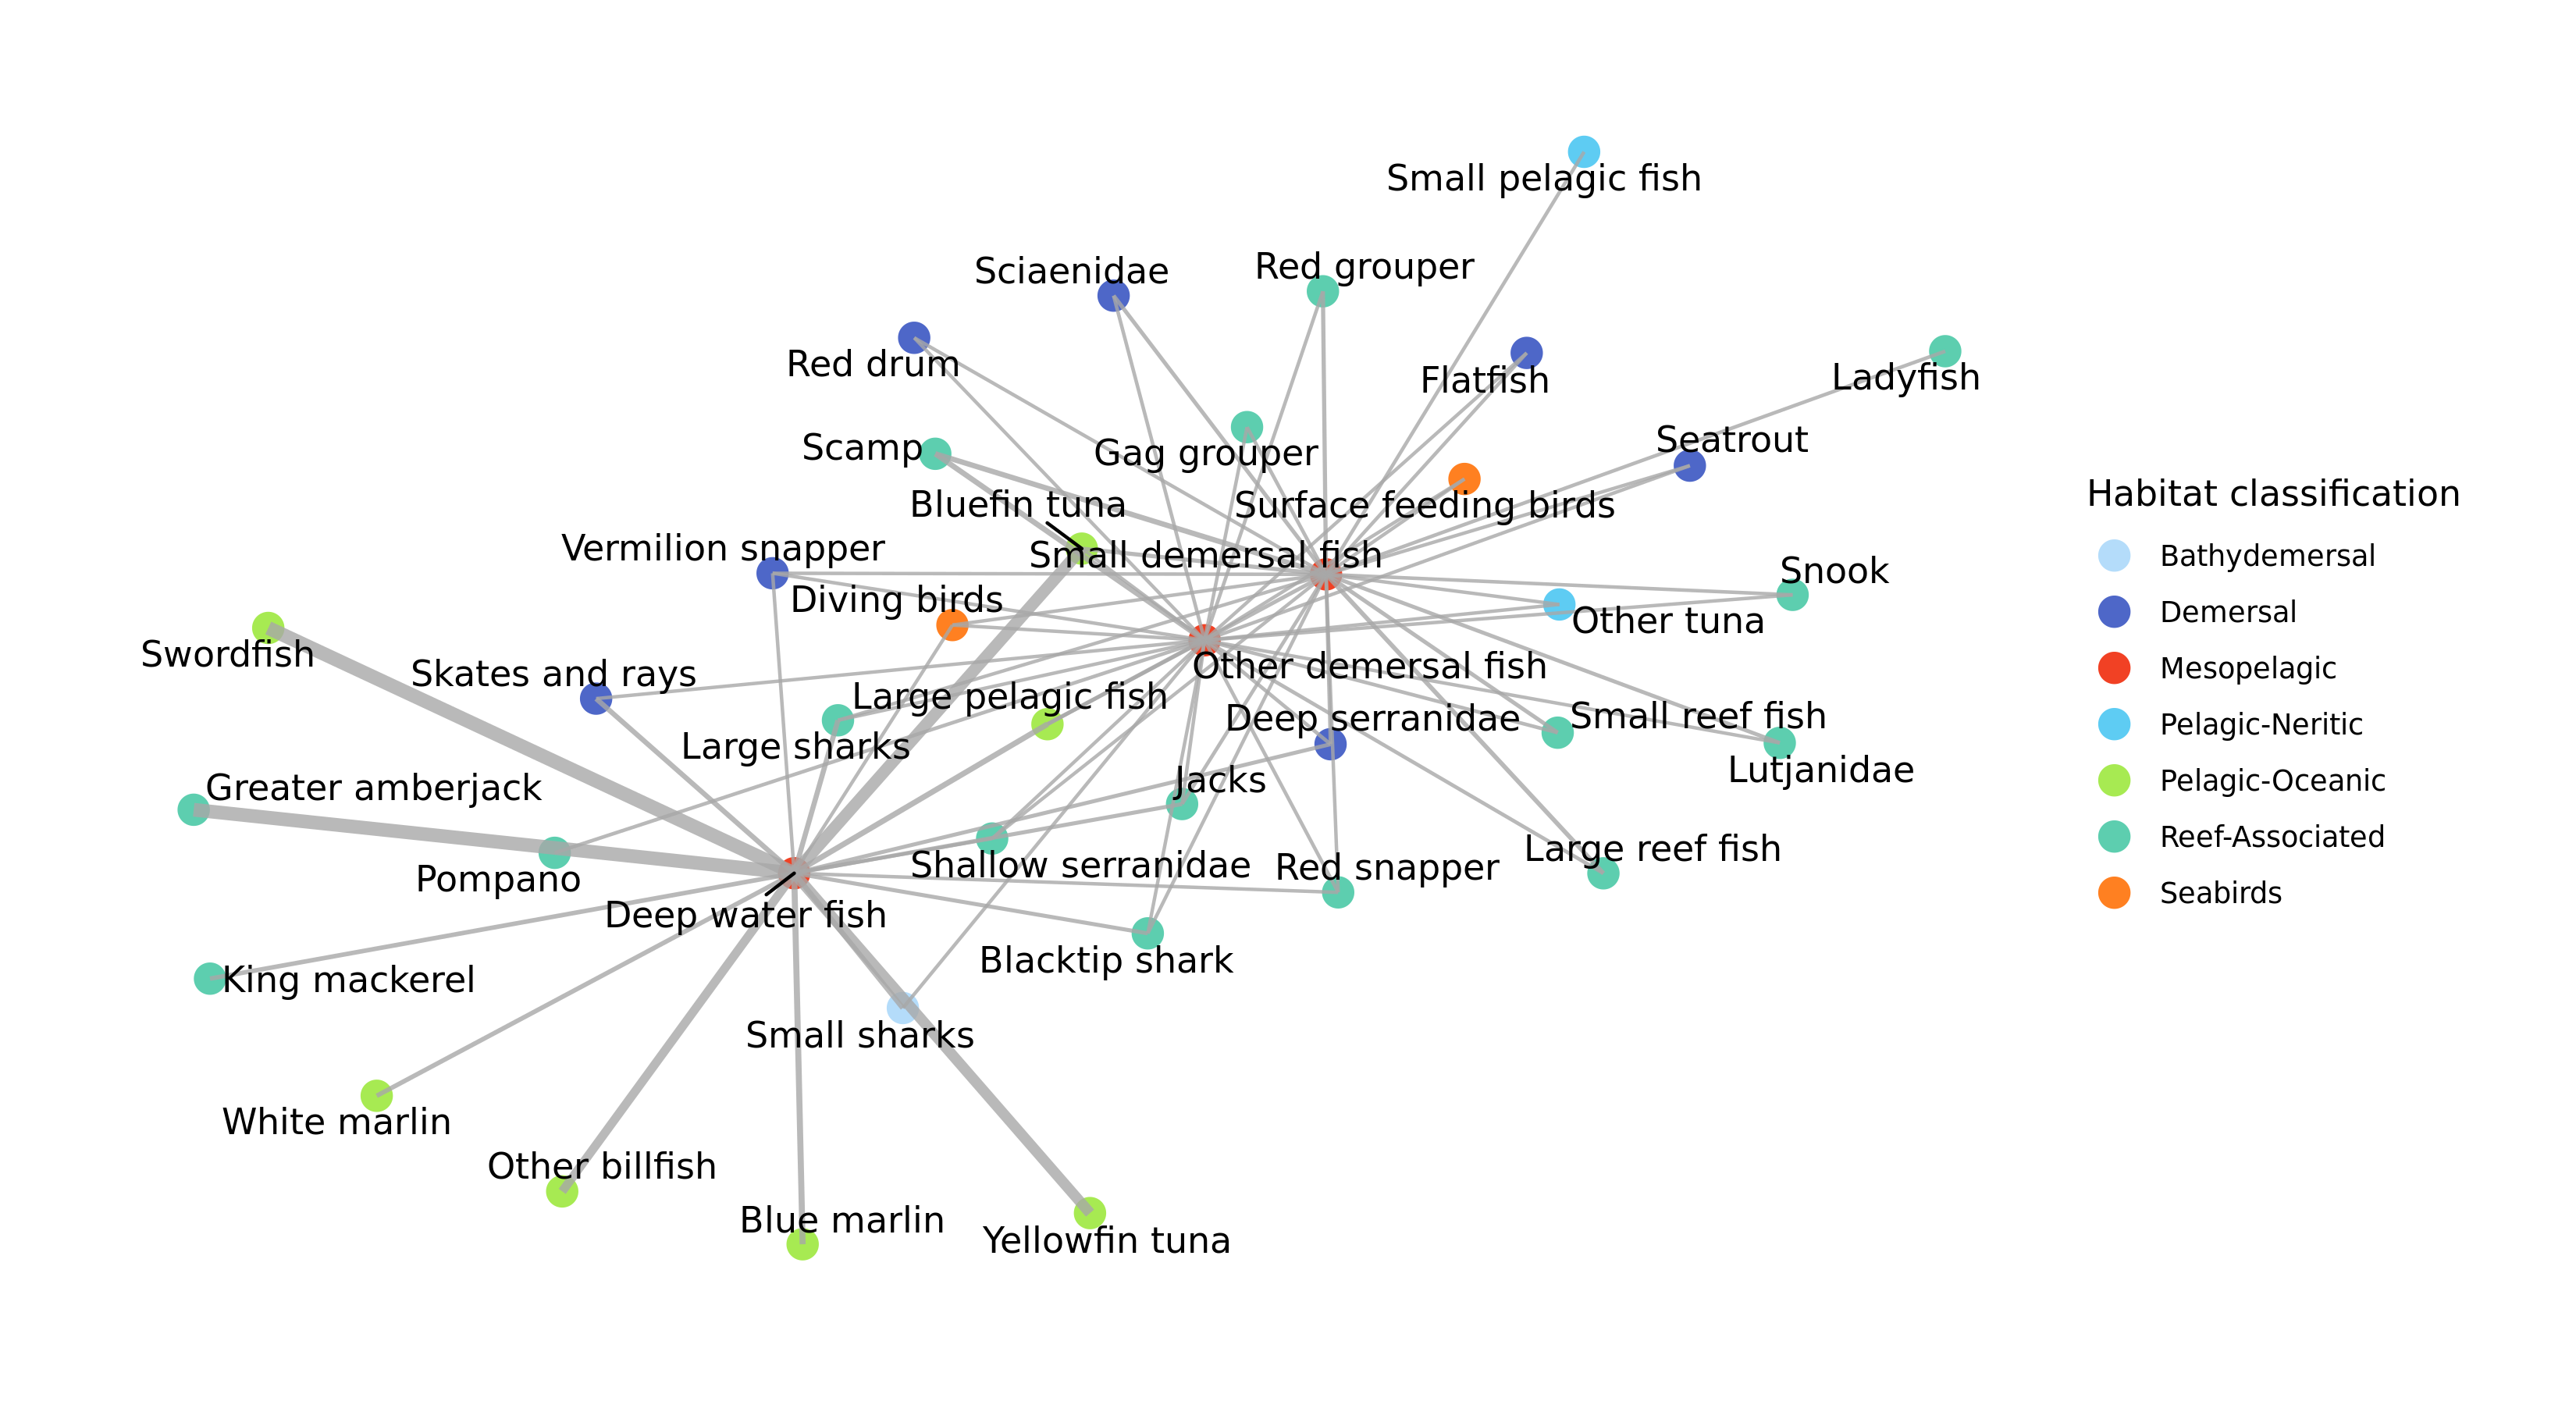 Small pelagic fish
Sciaenidae
Red grouper
Red drum
Flatfish
Ladyfish
Scamp
Gag grouper
Seatrout
Bluefin tuna
Surface feeding birds
Vermilion snapper
Small demersal fish
Snook
Diving birds
Other tuna
Swordfish
Skates and rays
Other demersal fish
Large pelagic fish
Deep serranidae
Small reef fish
Large sharks
Lutjanidae
Greater amberjack
Jacks
Pompano
Shallow serranidae
Red snapper
Large reef fish
Deep water fish
King mackerel
Blacktip shark
Small sharks
White marlin
Other billfish
Blue marlin
Yellowfin tuna
Habitat classification
Bathydemersal
Demersal
Mesopelagic
Pelagic-Neritic
Pelagic-Oceanic
Reef-Associated
Seabirds